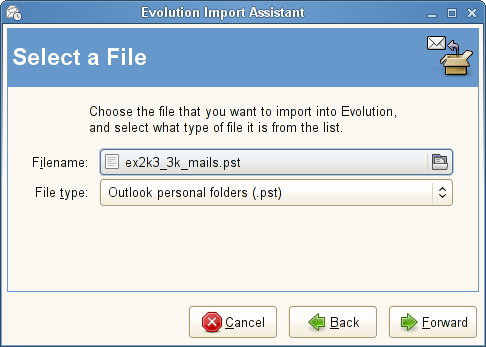 Evolution Import Assistant
Select a File
Choose the file that you want to import into Evolution,
and select what type of file it is from the list.
Filename: ex2k3_3k_mails.pst
File type: Outlook personal folders (.pst)
Cancel Back Forward